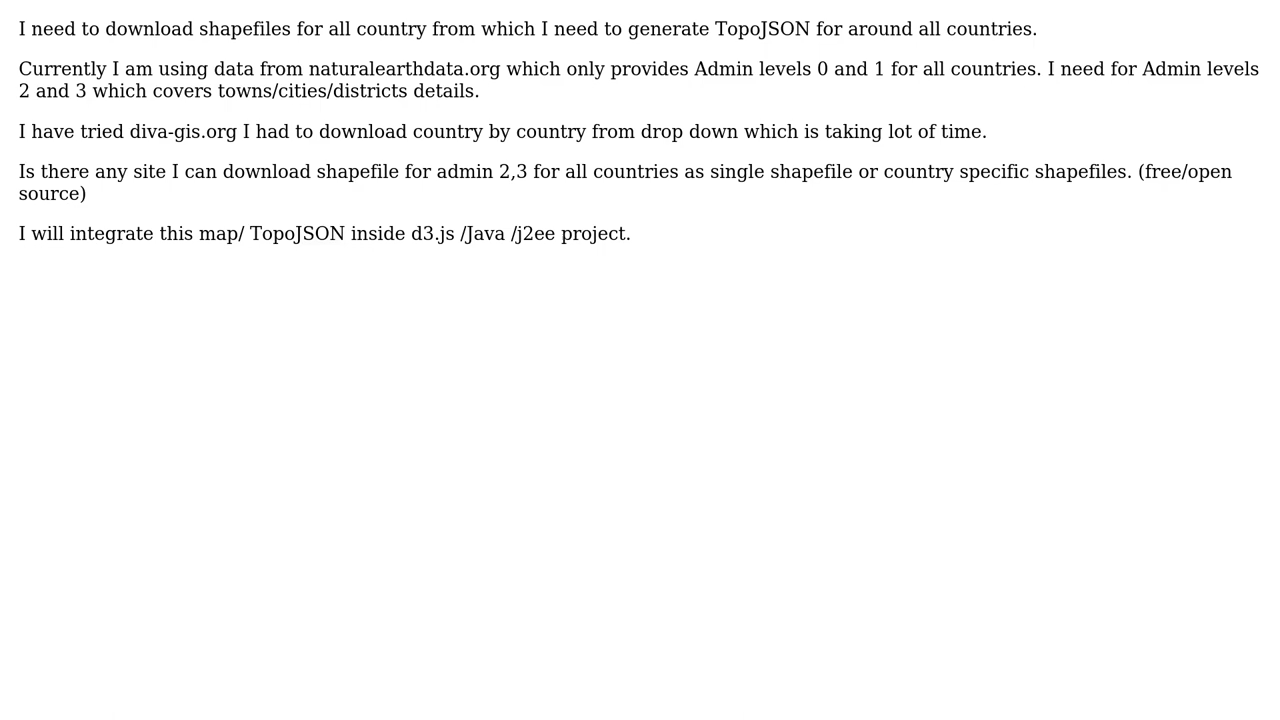 I need to download shapefiles for all country from which I need to generate TopoJSON for around all countries.
Currently I am using data from naturalearthdata.org which only provides Admin levels 0 and 1 for all countries. I need for Admin levels
2 and 3 which covers towns/cities/districts details.
I have tried diva-gis.org I had to download country by country from drop down which is taking lot of time.
Is there any site I can download shapefile for admin 2,3 for all countries as single shapefile or country specific shapefiles. (free/open
source)
I will integrate this map/ TopoJSON inside d3.js /Java /j2ee project.